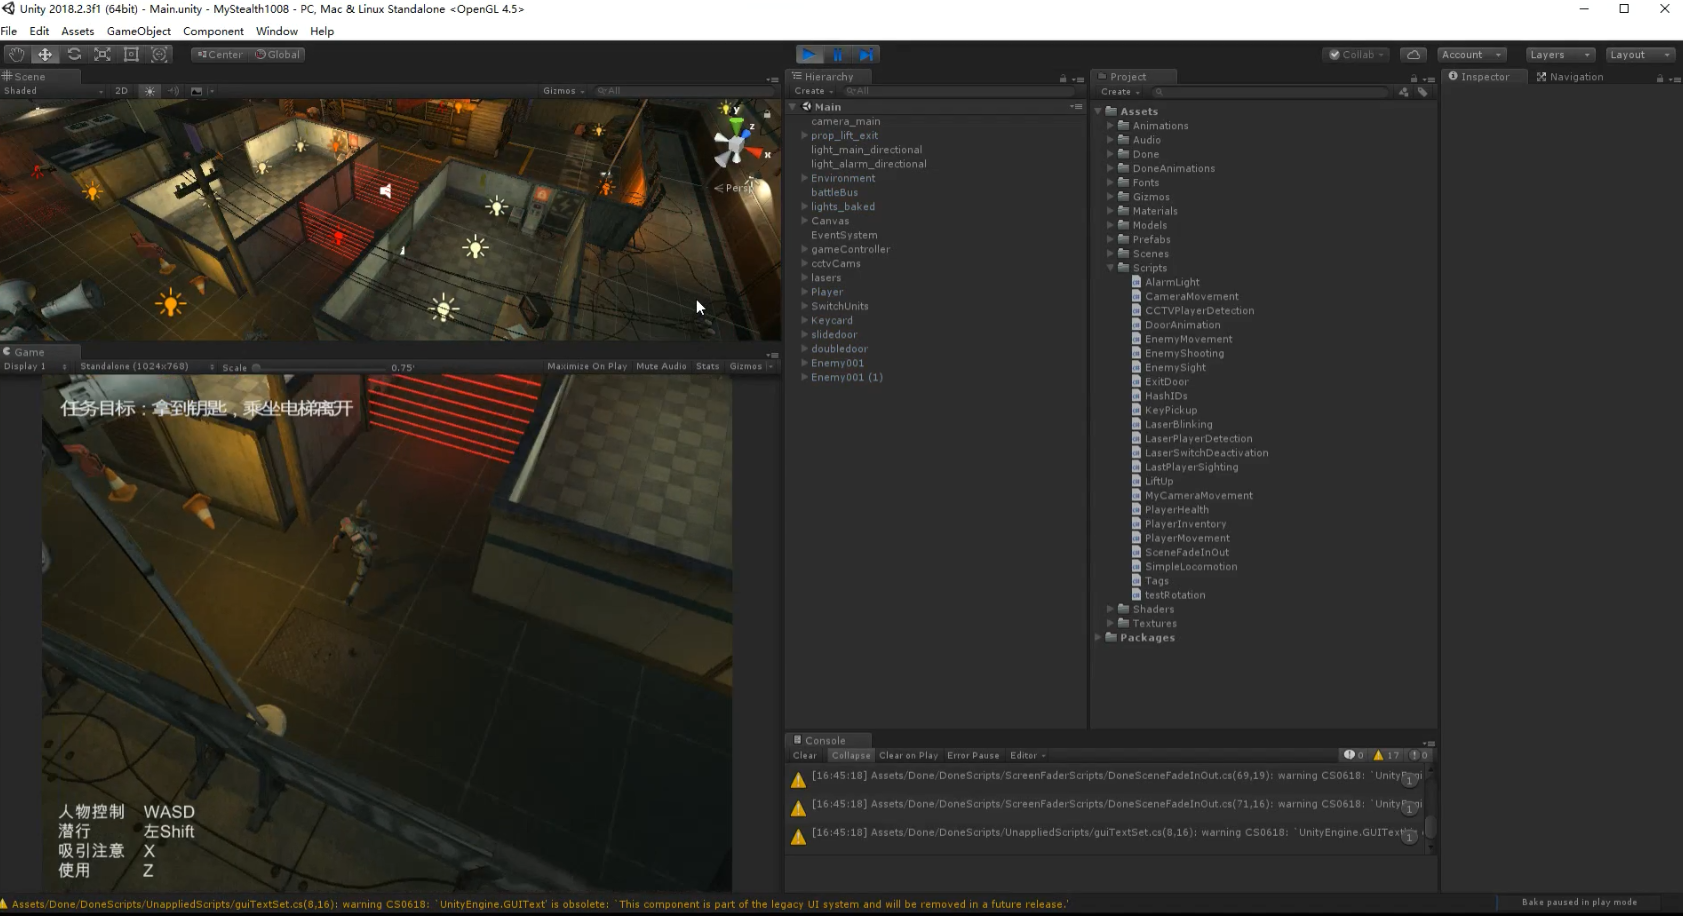 Unity 2018.2.3f1 (64bit) - Main.unity - MyStealth1008 - PC, Mac & Linux Standalone <OpenGL 4.5>
File Edit Assets GameObject Component Window Help
Center Global Collab Account Layers Layout
Scene
Shaded 2D Gizmos All
y
z
x
Persp
Game
Display 1 Standalone (1024x768) Scale 0.75 Maximize On Play Mute Audio Stats Gizmos
任务目标：拿到钥匙，乘坐电梯离开
人物控制 WASD
潜行 左Shift
吸引注意 X
使用 Z
Hierarchy
Create All
Main
camera_main
prop_lift_exit
light_main_directional
light_alarm_directional
Environment
battleBus
lights_baked
Canvas
EventSystem
gameController
cctvCams
lasers
Player
SwitchUnits
Keycard
slidedoor
doubledoor
Enemy001
Enemy001 (1)
Project
Create
Assets
Animations
Audio
Done
DoneAnimations
Fonts
Gizmos
Materials
Models
Prefabs
Scenes
Scripts
AlarmLight
CameraMovement
CCTVPlayerDetection
DoorAnimation
EnemyMovement
EnemyShooting
EnemySight
ExitDoor
HashIDs
KeyPickup
LaserBlinking
LaserPlayerDetection
LaserSwitchDeactivation
LastPlayerSighting
LiftUp
MyCameraMovement
PlayerHealth
PlayerInventory
PlayerMovement
SceneFadeInOut
SimpleLocomotion
Tags
testRotation
Shaders
Textures
Packages
Inspector Navigation
Console
Clear Collapse Clear on Play Error Pause Editor 0 17 0
[16:45:18] Assets/Done/DoneScripts/ScreenFaderScripts/DoneSceneFadeInOut.cs(69,19): warning CS0618: `UnityEngi 1
[16:45:18] Assets/Done/DoneScripts/ScreenFaderScripts/DoneSceneFadeInOut.cs(71,16): warning CS0618: `UnityEngi 1
[16:45:18] Assets/Done/DoneScripts/UnappliedScripts/guiTextSet.cs(8,16): warning CS0618: `UnityEngine.GUIText 1
Assets/Done/DoneScripts/UnappliedScripts/guiTextSet.cs(8,16): warning CS0618: `UnityEngine.GUIText' is obsolete: `This component is part of the legacy UI system and will be removed in a future release.'
Bake paused in play mode